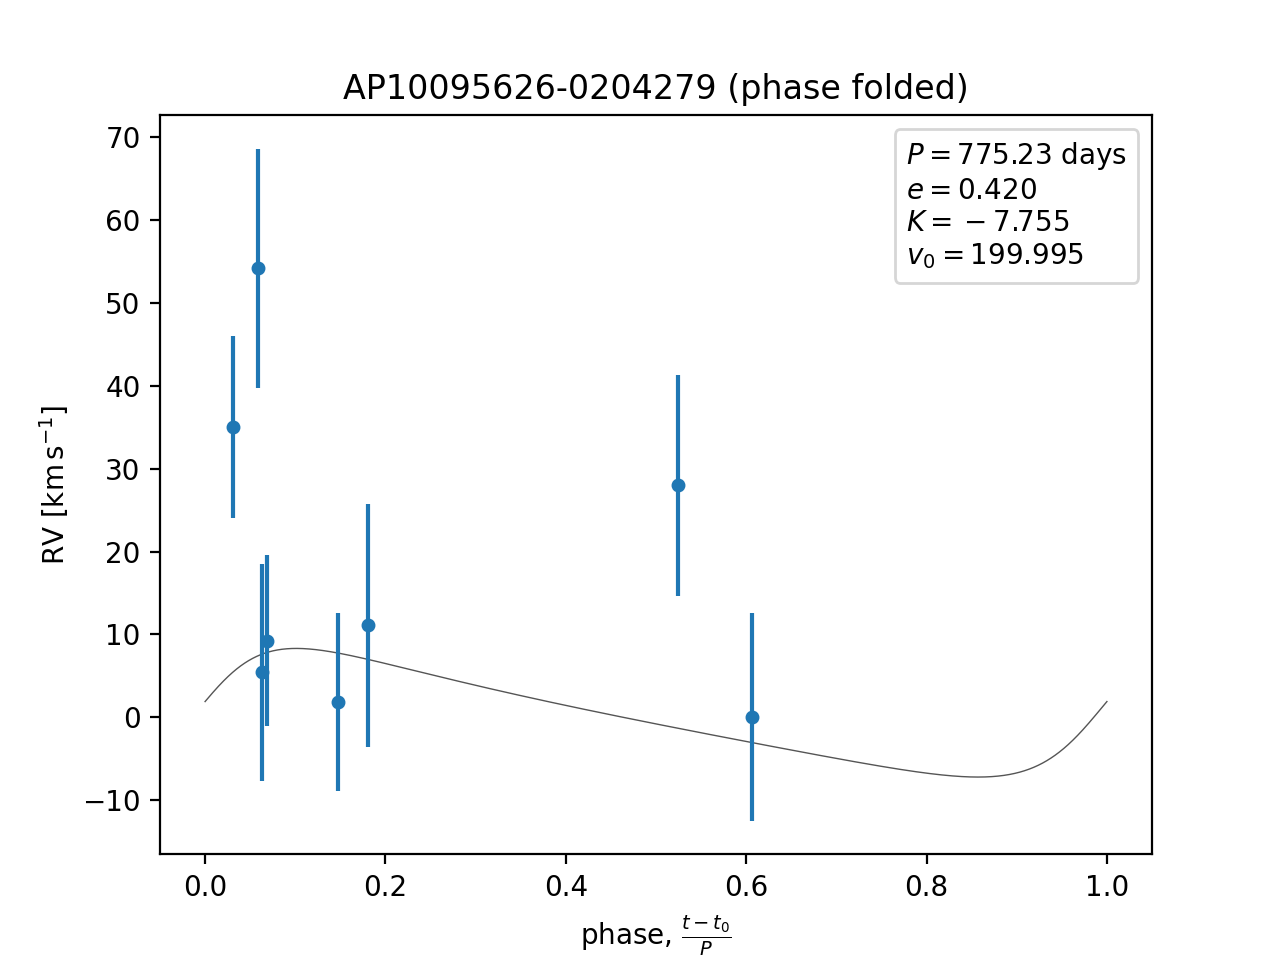 AP10095626-0204279 (phase folded)
P = 775.23 days
e = 0.420
K = −7.755
v₀ = 199.995
70
60
50
40
30
20
10
0
−10
RV [km s⁻¹]
0.0 0.2 0.4 0.6 0.8 1.0
phase, (t − t₀)/P